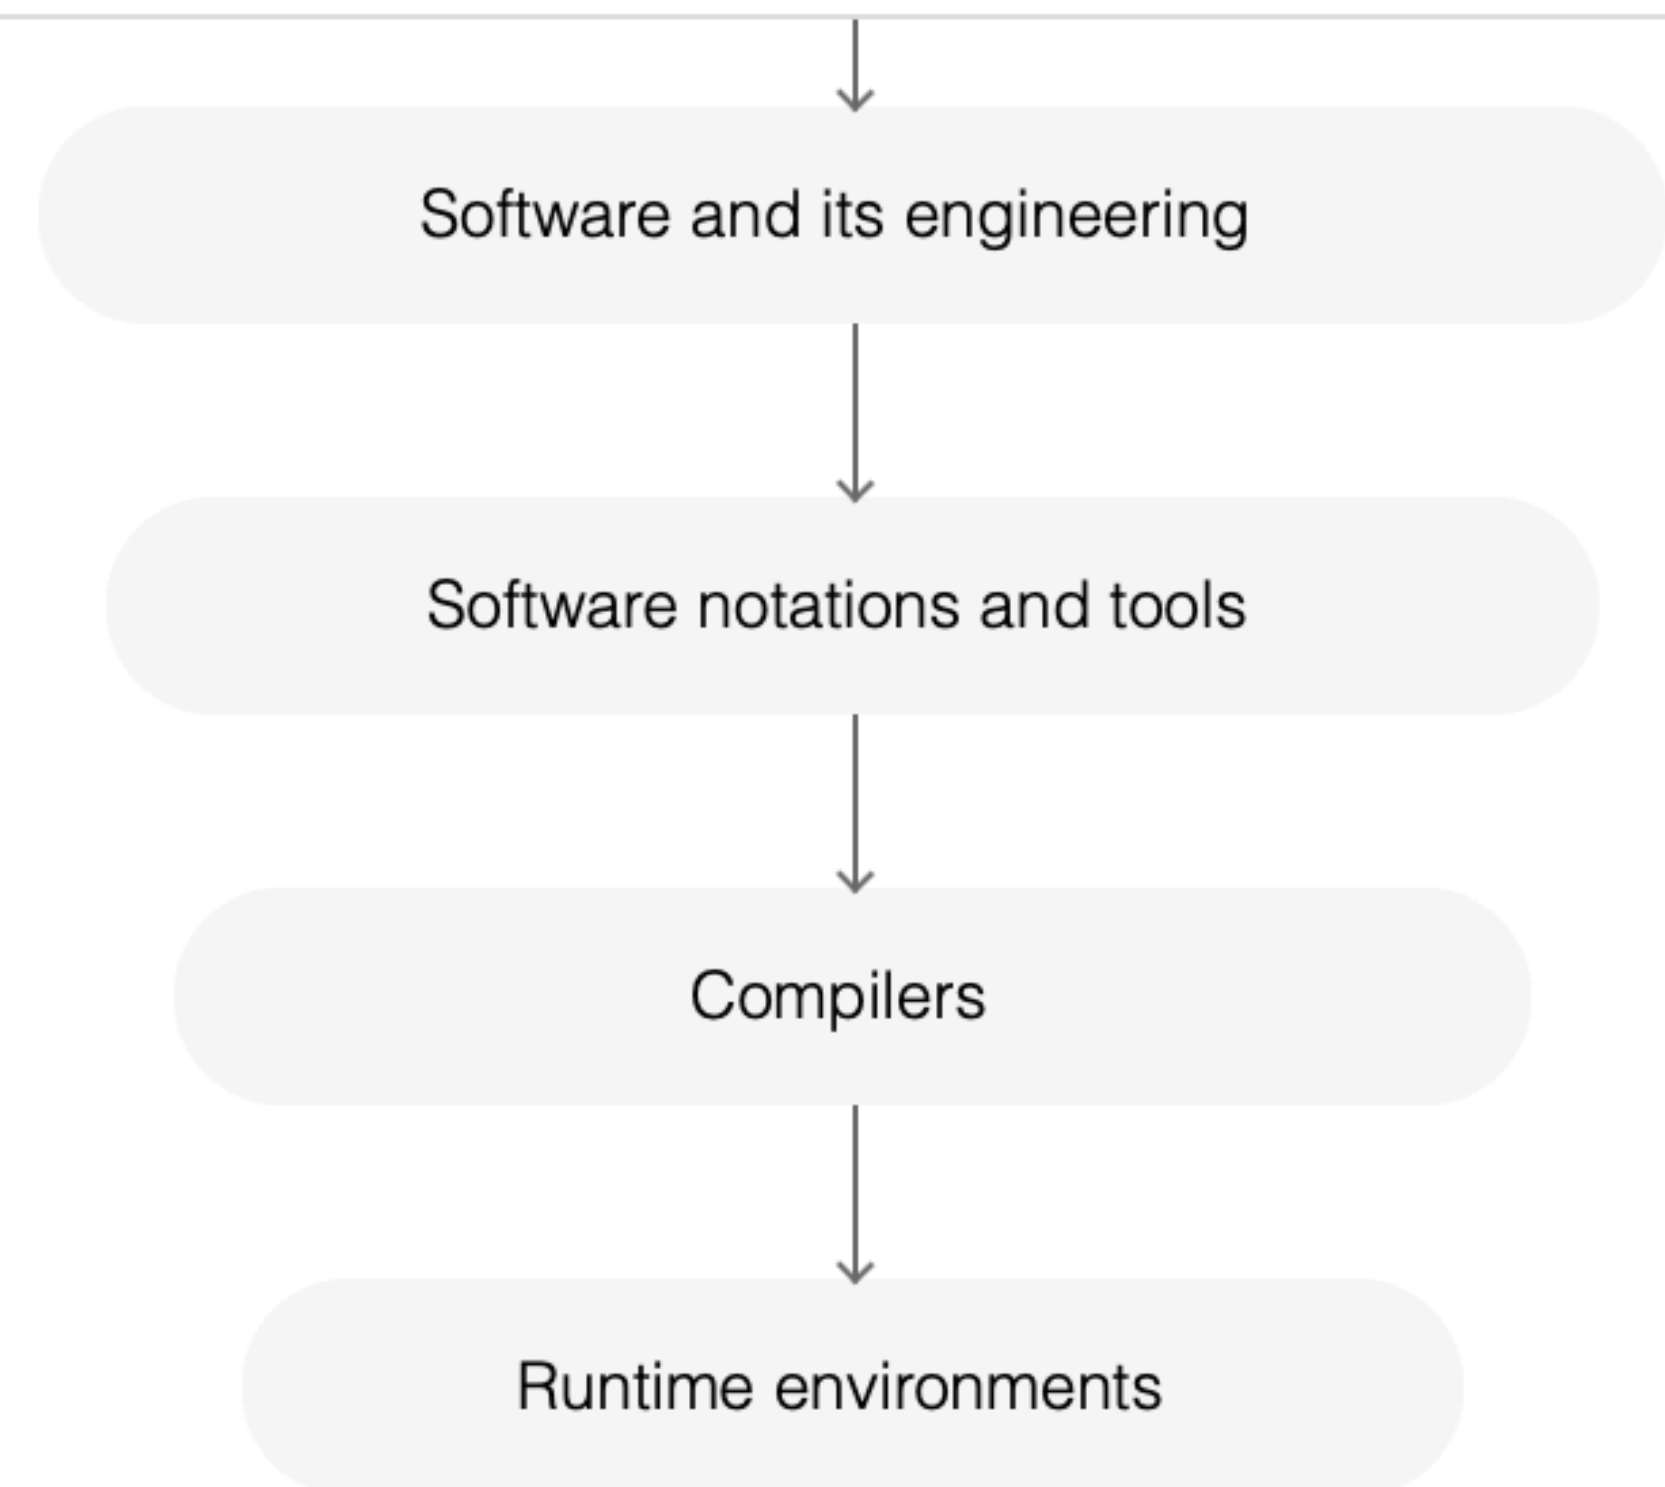 Software and its engineering
Software notations and tools
Compilers
Runtime environments